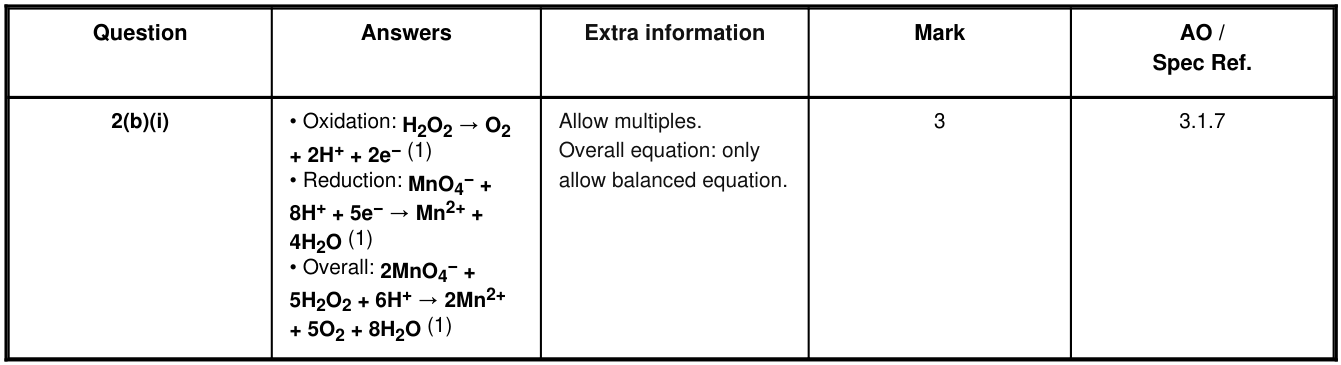 Question Answers Extra information Mark AO /
Spec Ref.
2(b)(i)
• Oxidation: H₂O₂ → O₂
+ 2H⁺ + 2e⁻ (1)
• Reduction: MnO₄⁻ +
8H⁺ + 5e⁻ → Mn²⁺ +
4H₂O (1)
• Overall: 2MnO₄⁻ +
5H₂O₂ + 6H⁺ → 2Mn²⁺
+ 5O₂ + 8H₂O (1)
Allow multiples.
Overall equation: only
allow balanced equation.
3
3.1.7